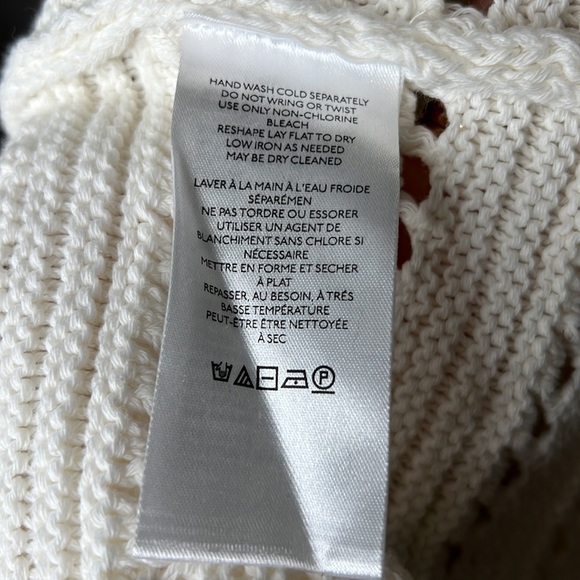 HAND WASH COLD SEPARATELY
DO NOT WRING OR TWIST
USE ONLY NON-CHLORINE
BLEACH
RESHAPE LAY FLAT TO DRY
LOW IRON AS NEEDED
MAY BE DRY CLEANED
LAVER À LA MAIN À L'EAU FROIDE
SÉPARÉMEN
NE PAS TORDRE OU ESSORER
UTILISER UN AGENT DE
BLANCHIMENT SANS CHLORE SI
NÉCESSAIRE
METTRE EN FORME ET SECHER
À PLAT
REPASSER, AU BESOIN, À TRÉS
BASSE TEMPÉRATURE
PEUT-ÊTRE ÊTRE NETTOYÉE
À SEC
P